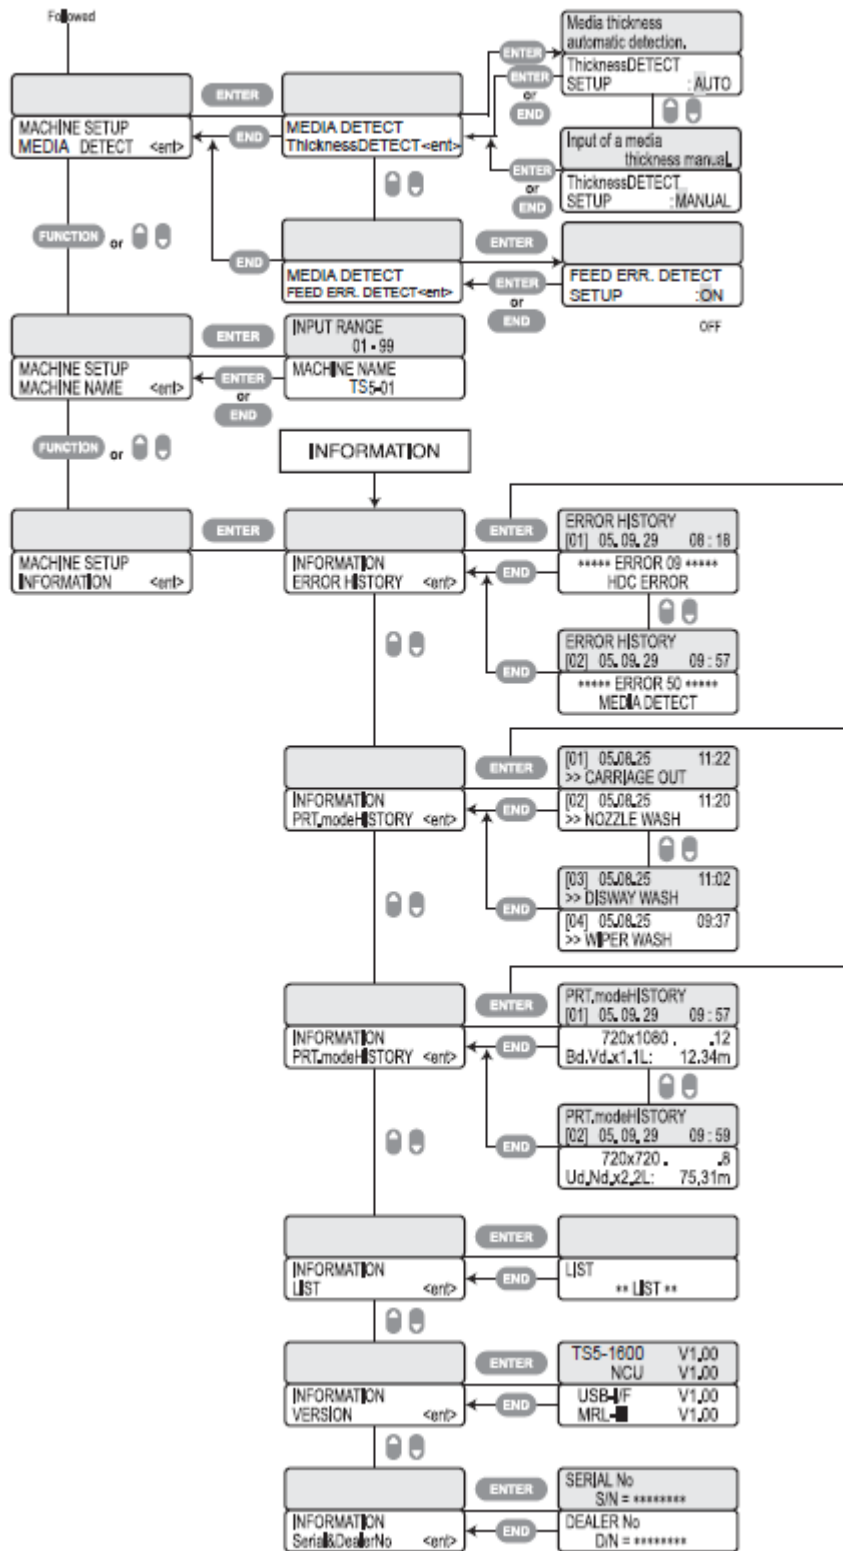 Followed
Media thickness
automatic detection.
ENTER
ThicknessDETECT
SETUP : AUTO
ENTER
or
END
ENTER
MACHINE SETUP
MEDIA DETECT <ent>
END
MEDIA DETECT
ThicknessDETECT<ent>
Input of a media
thickness manual.
ThicknessDETECT
SETUP :MANUAL
ENTER
or
END
FUNCTION or
END
MEDIA DETECT
FEED ERR. DETECT<ent>
ENTER
ENTER
or
END
FEED ERR. DETECT
SETUP :ON
OFF
MACHINE SETUP
MACHINE NAME <ent>
ENTER
ENTER
or
END
INPUT RANGE
01 - 99
MACHINE NAME
TS5-01
FUNCTION or
INFORMATION
MACHINE SETUP
INFORMATION <ent>
ENTER
INFORMATION
ERROR HISTORY <ent>
ENTER
END
ERROR HISTORY
[01] 05.09.29 08 : 18
***** ERROR 09 *****
HDC ERROR
END
ERROR HISTORY
[02] 05.09.29 09 : 57
***** ERROR 50 *****
MEDIA DETECT
INFORMATION
PRT.modeHISTORY <ent>
ENTER
END
[01] 05.08.25 11:22
>> CARRIAGE OUT
[02] 05.08.25 11:20
>> NOZZLE WASH
END
[03] 05.08.25 11:02
>> DISWAY WASH
[04] 05.08.25 09:37
>> WIPER WASH
INFORMATION
PRT.modeHISTORY <ent>
ENTER
END
PRT.modeHISTORY
[01] 05.09.29 09 : 57
720x1080 . .12
Bd.Vd.x1.1L: 12.34m
END
PRT.modeHISTORY
[02] 05.09.29 09 : 59
720x720 . .8
Ud.Nd.x2.2L: 75,31m
INFORMATION
LIST <ent>
ENTER
END
LIST
** LIST **
INFORMATION
VERSION <ent>
ENTER
END
TS5-1600 V1.00
NCU V1.00
USB-I/F V1.00
MRL- V1.00
INFORMATION
Serial&DealerNo <ent>
ENTER
END
SERIAL No
S/N = ********
DEALER No
D/N = ********